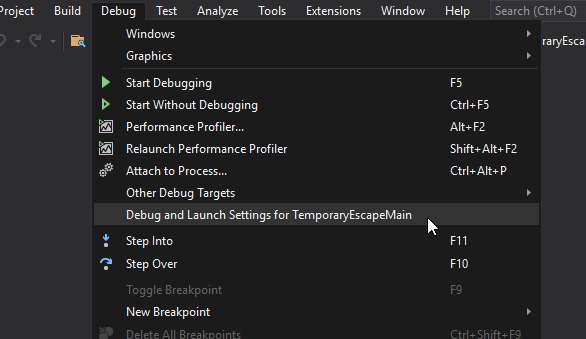 Project Build Debug Test Analyze Tools Extensions Window Help Search (Ctrl+Q)
Windows
Graphics
Start Debugging F5
Start Without Debugging Ctrl+F5
Performance Profiler... Alt+F2
Relaunch Performance Profiler Shift+Alt+F2
Attach to Process... Ctrl+Alt+P
Other Debug Targets
Debug and Launch Settings for TemporaryEscapeMain
Step Into F11
Step Over F10
Toggle Breakpoint F9
New Breakpoint
Delete All Breakpoints Ctrl+Shift+F9